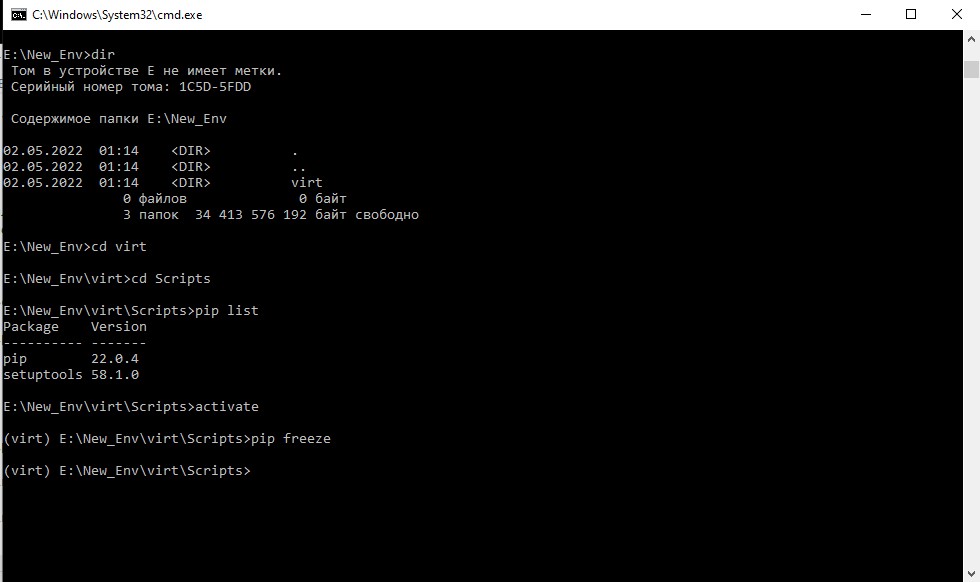 C:\Windows\System32\cmd.exe
E:\New_Env>dir
Том в устройстве E не имеет метки.
Серийный номер тома: 1C5D-5FDD
Содержимое папки E:\New_Env
02.05.2022  01:14    <DIR>          .
02.05.2022  01:14    <DIR>          ..
02.05.2022  01:14    <DIR>          virt
0 файлов              0 байт
3 папок  34 413 576 192 байт свободно
E:\New_Env>cd virt
E:\New_Env\virt>cd Scripts
E:\New_Env\virt\Scripts>pip list
Package    Version
---------- -------
pip        22.0.4
setuptools 58.1.0
E:\New_Env\virt\Scripts>activate
(virt) E:\New_Env\virt\Scripts>pip freeze
(virt) E:\New_Env\virt\Scripts>